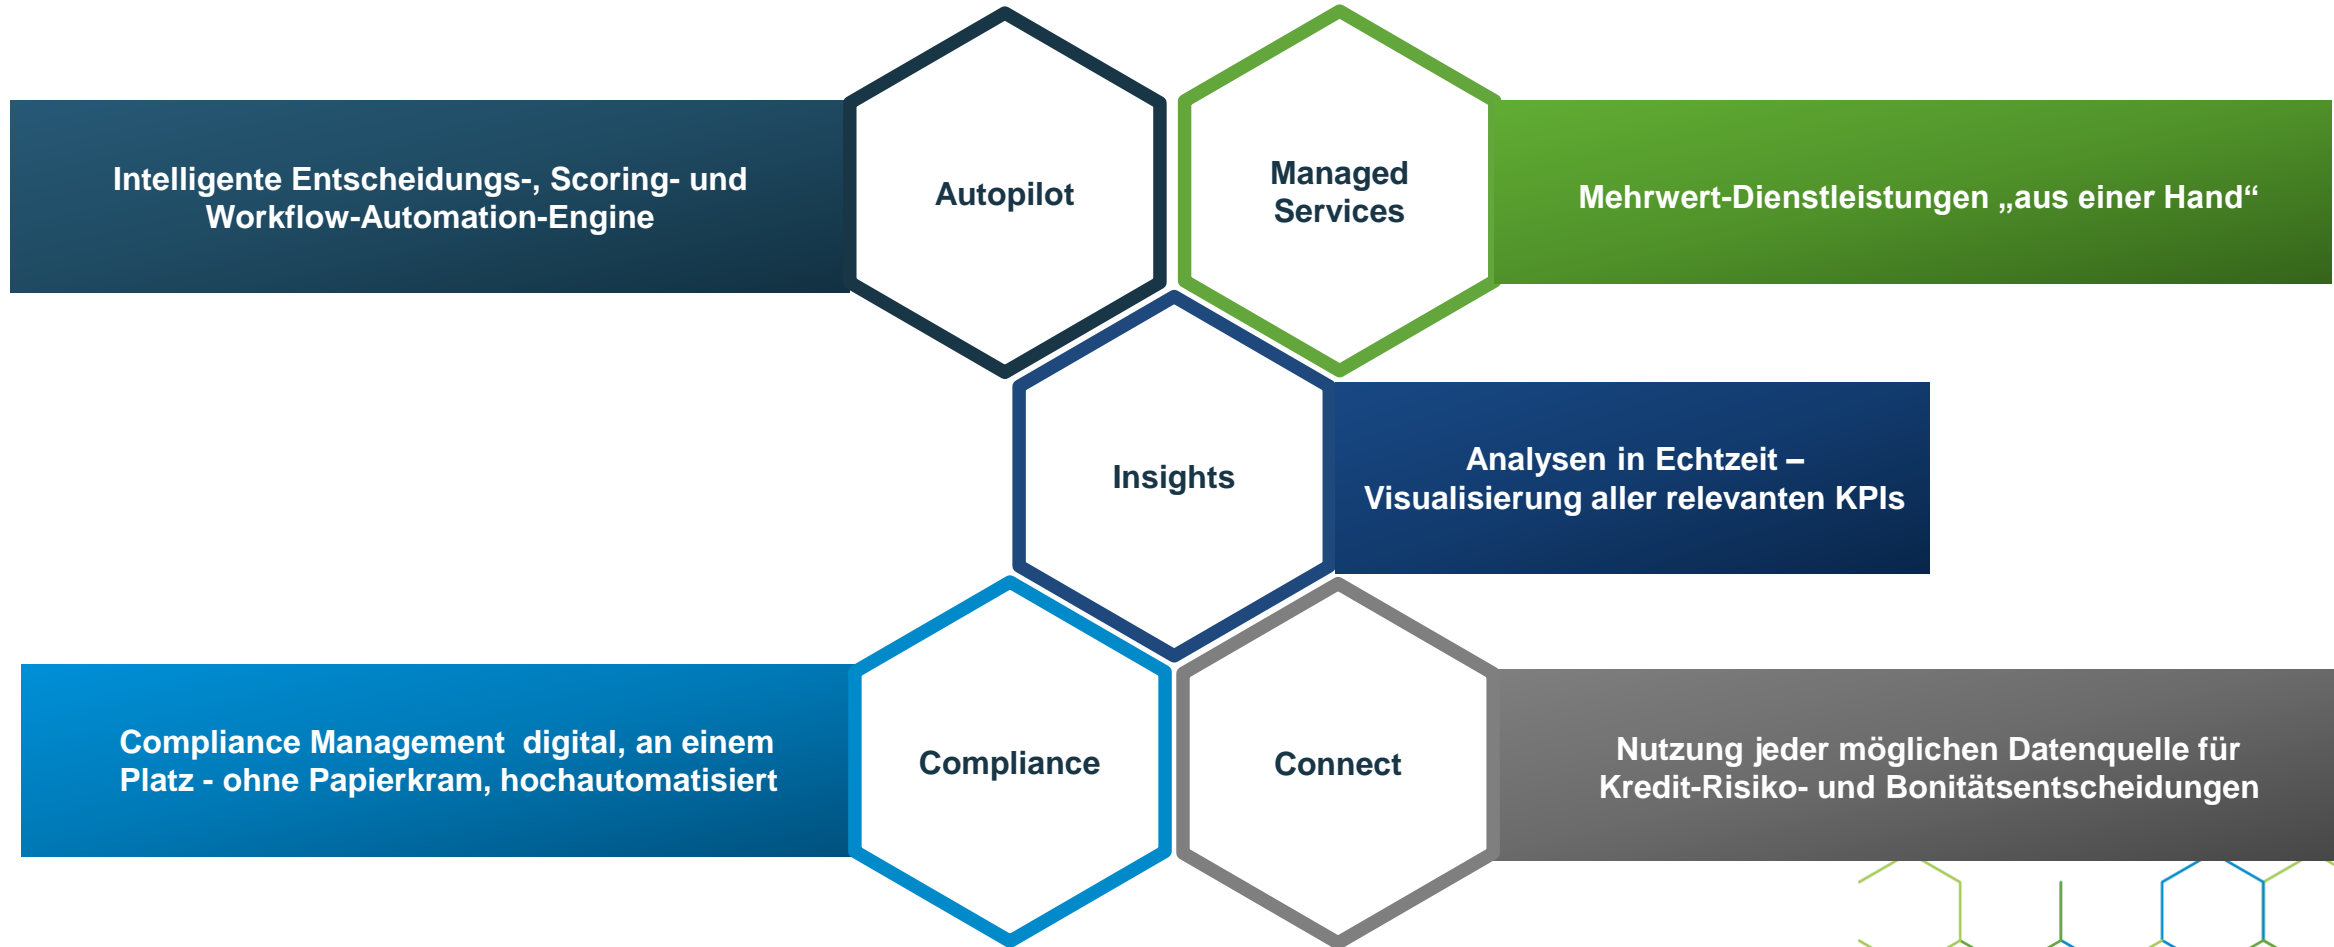 Intelligente Entscheidungs-, Scoring- und
Workflow-Automation-Engine
Autopilot
Managed
Services
Mehrwert-Dienstleistungen „aus einer Hand“
Insights
Analysen in Echtzeit –
Visualisierung aller relevanten KPIs
Compliance Management  digital, an einem
Platz - ohne Papierkram, hochautomatisiert
Compliance
Connect
Nutzung jeder möglichen Datenquelle für
Kredit-Risiko- und Bonitätsentscheidungen